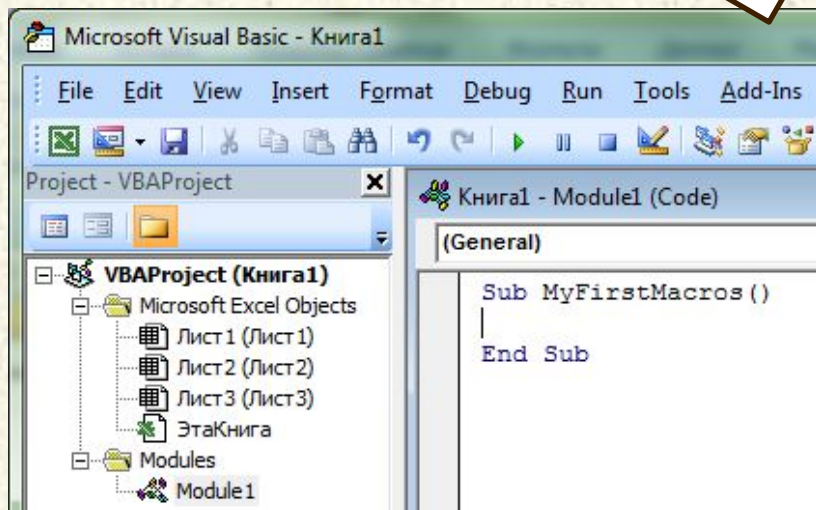 Microsoft Visual Basic - Книга1
File Edit View Insert Format Debug Run Tools Add-Ins
Project - VBAProject
Книга1 - Module1 (Code)
(General)
VBAProject (Книга1)
Microsoft Excel Objects
Лист1 (Лист1)
Лист2 (Лист2)
Лист3 (Лист3)
ЭтаКнига
Modules
Module1
Sub MyFirstMacros()
End Sub